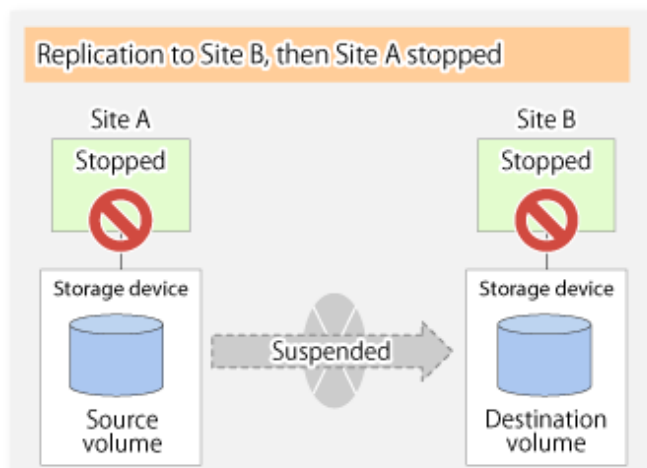 Replication to Site B, then Site A stopped
Site A
Site B
Stopped
Stopped
Storage device
Storage device
Suspended
Source
volume
Destination
volume